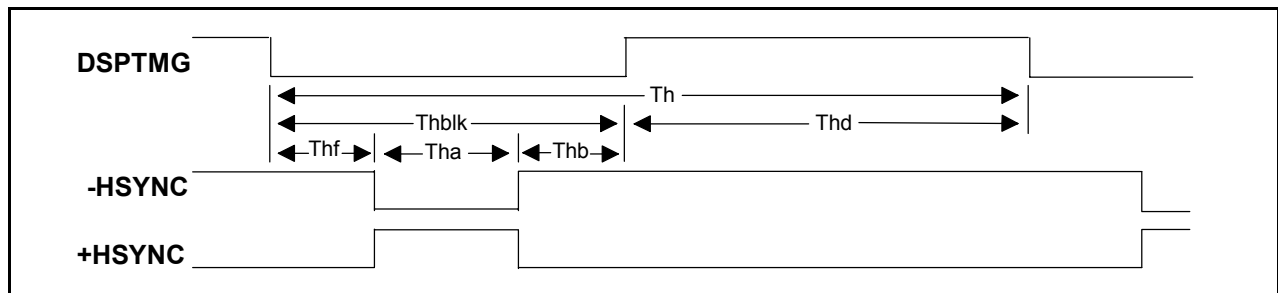 DSPTMG
Th
Thblk
Thd
Thf
Tha
Thb
-HSYNC
+HSYNC